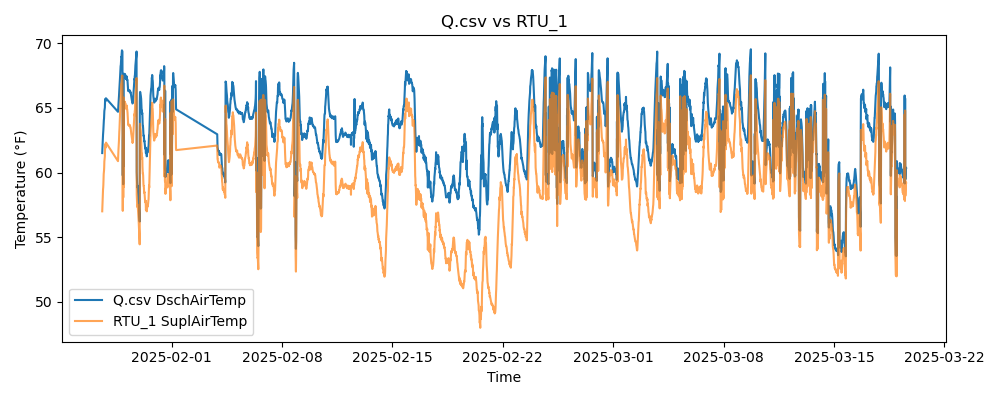 Q.csv vs RTU_1
70
65
60
55
50
Temperature (°F)
Q.csv DschAirTemp
RTU_1 SuplAirTemp
2025-02-01 2025-02-08 2025-02-15 2025-02-22 2025-03-01 2025-03-08 2025-03-15 2025-03-22
Time